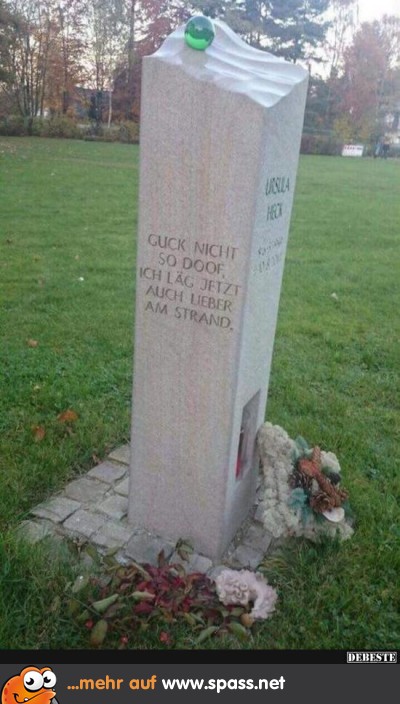 GUCK NICHT
SO DOOF,
ICH LÄG JETZT
AUCH LIEBER
AM STRAND.
URSULA
HECK
DEBESTE
...mehr auf www.spass.net